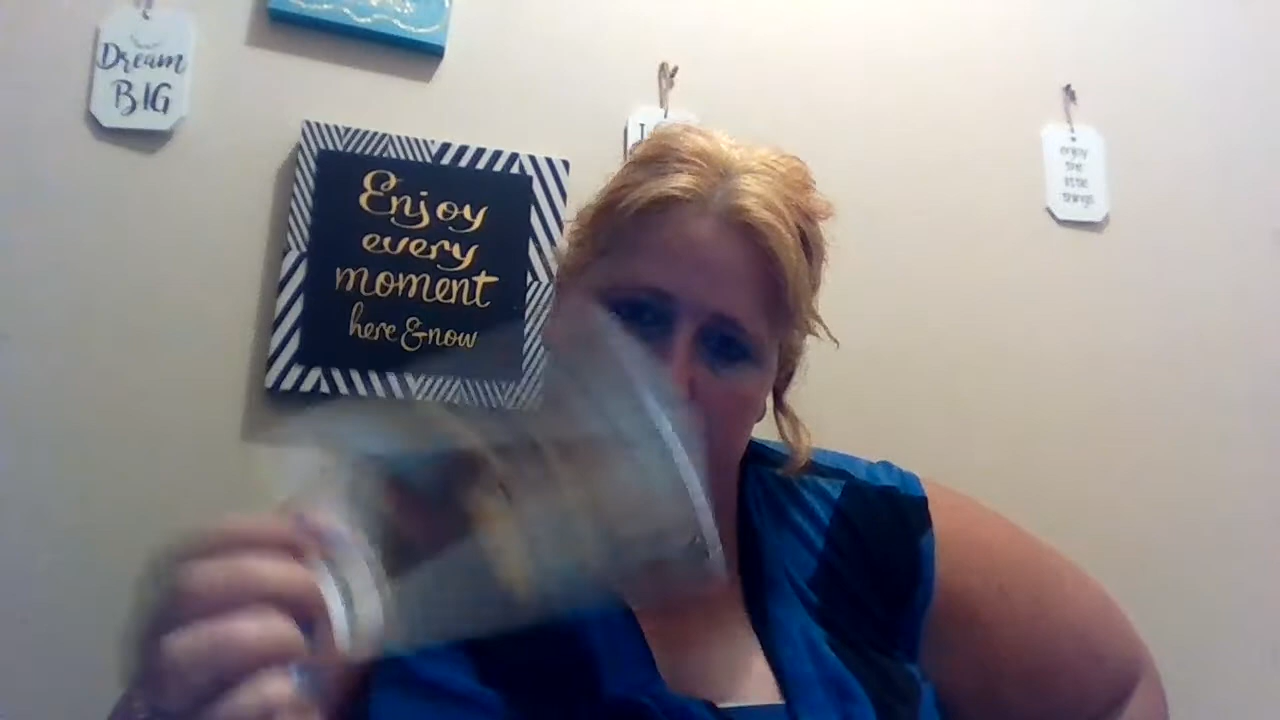 Dream
BIG
Enjoy
every
moment
here & now
enjoy
the
little
things